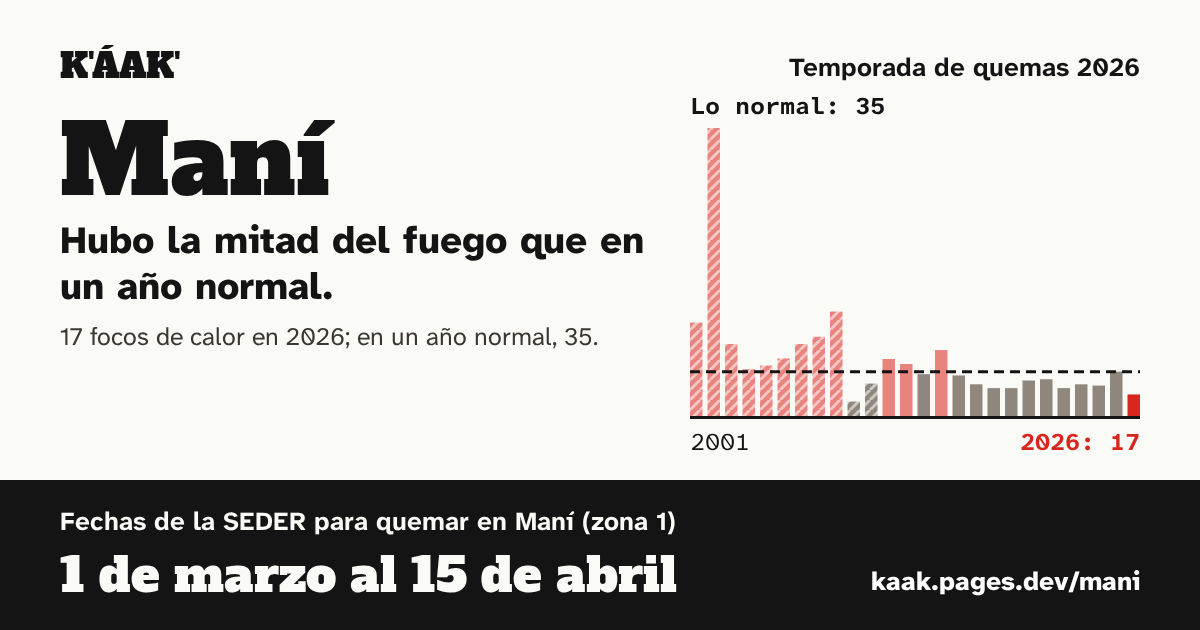 K'ÁAK'
Temporada de quemas 2026
Maní
Hubo la mitad del fuego que en
un año normal.
17 focos de calor en 2026; en un año normal, 35.
Lo normal: 35
2001
2026: 17
Fechas de la SEDER para quemar en Maní (zona 1)
1 de marzo al 15 de abril
kaak.pages.dev/mani